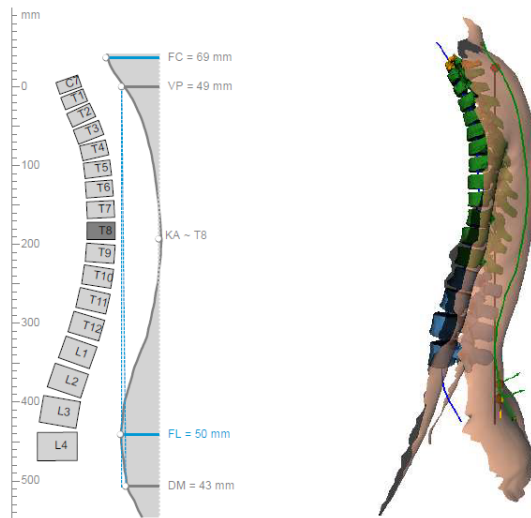 mm
FC = 69 mm
C7
0
VP = 49 mm
T1
T2
T3
T4
100
T5
T6
T7
T8
KA ~ T8
200
T9
T10
T11
300
T12
L1
L2
400
L3
FL = 50 mm
L4
DM = 43 mm
500